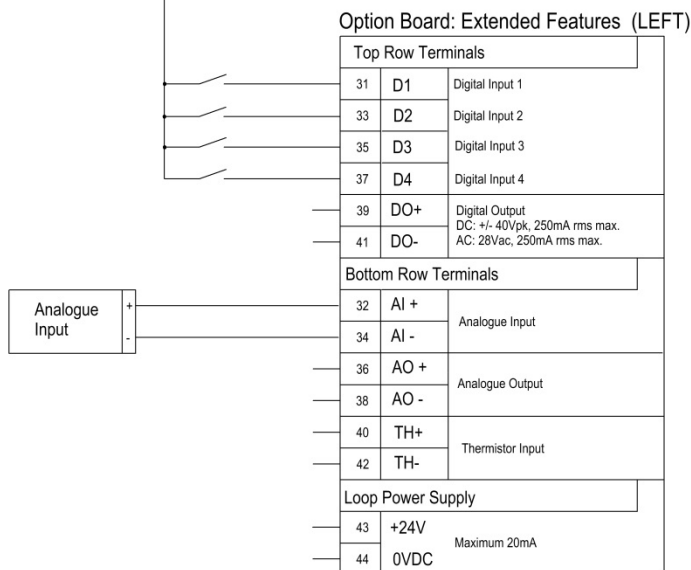 Option Board: Extended Features (LEFT)
Top Row Terminals
31 D1 Digital Input 1
33 D2 Digital Input 2
35 D3 Digital Input 3
37 D4 Digital Input 4
39 DO+ Digital Output
DC: +/- 40Vpk, 250mA rms max.
41 DO- AC: 28Vac, 250mA rms max.
Bottom Row Terminals
Analogue Input + -
32 AI +
34 AI -
Analogue Input
36 AO +
38 AO -
Analogue Output
40 TH+
42 TH-
Thermistor Input
Loop Power Supply
43 +24V
44 0VDC
Maximum 20mA